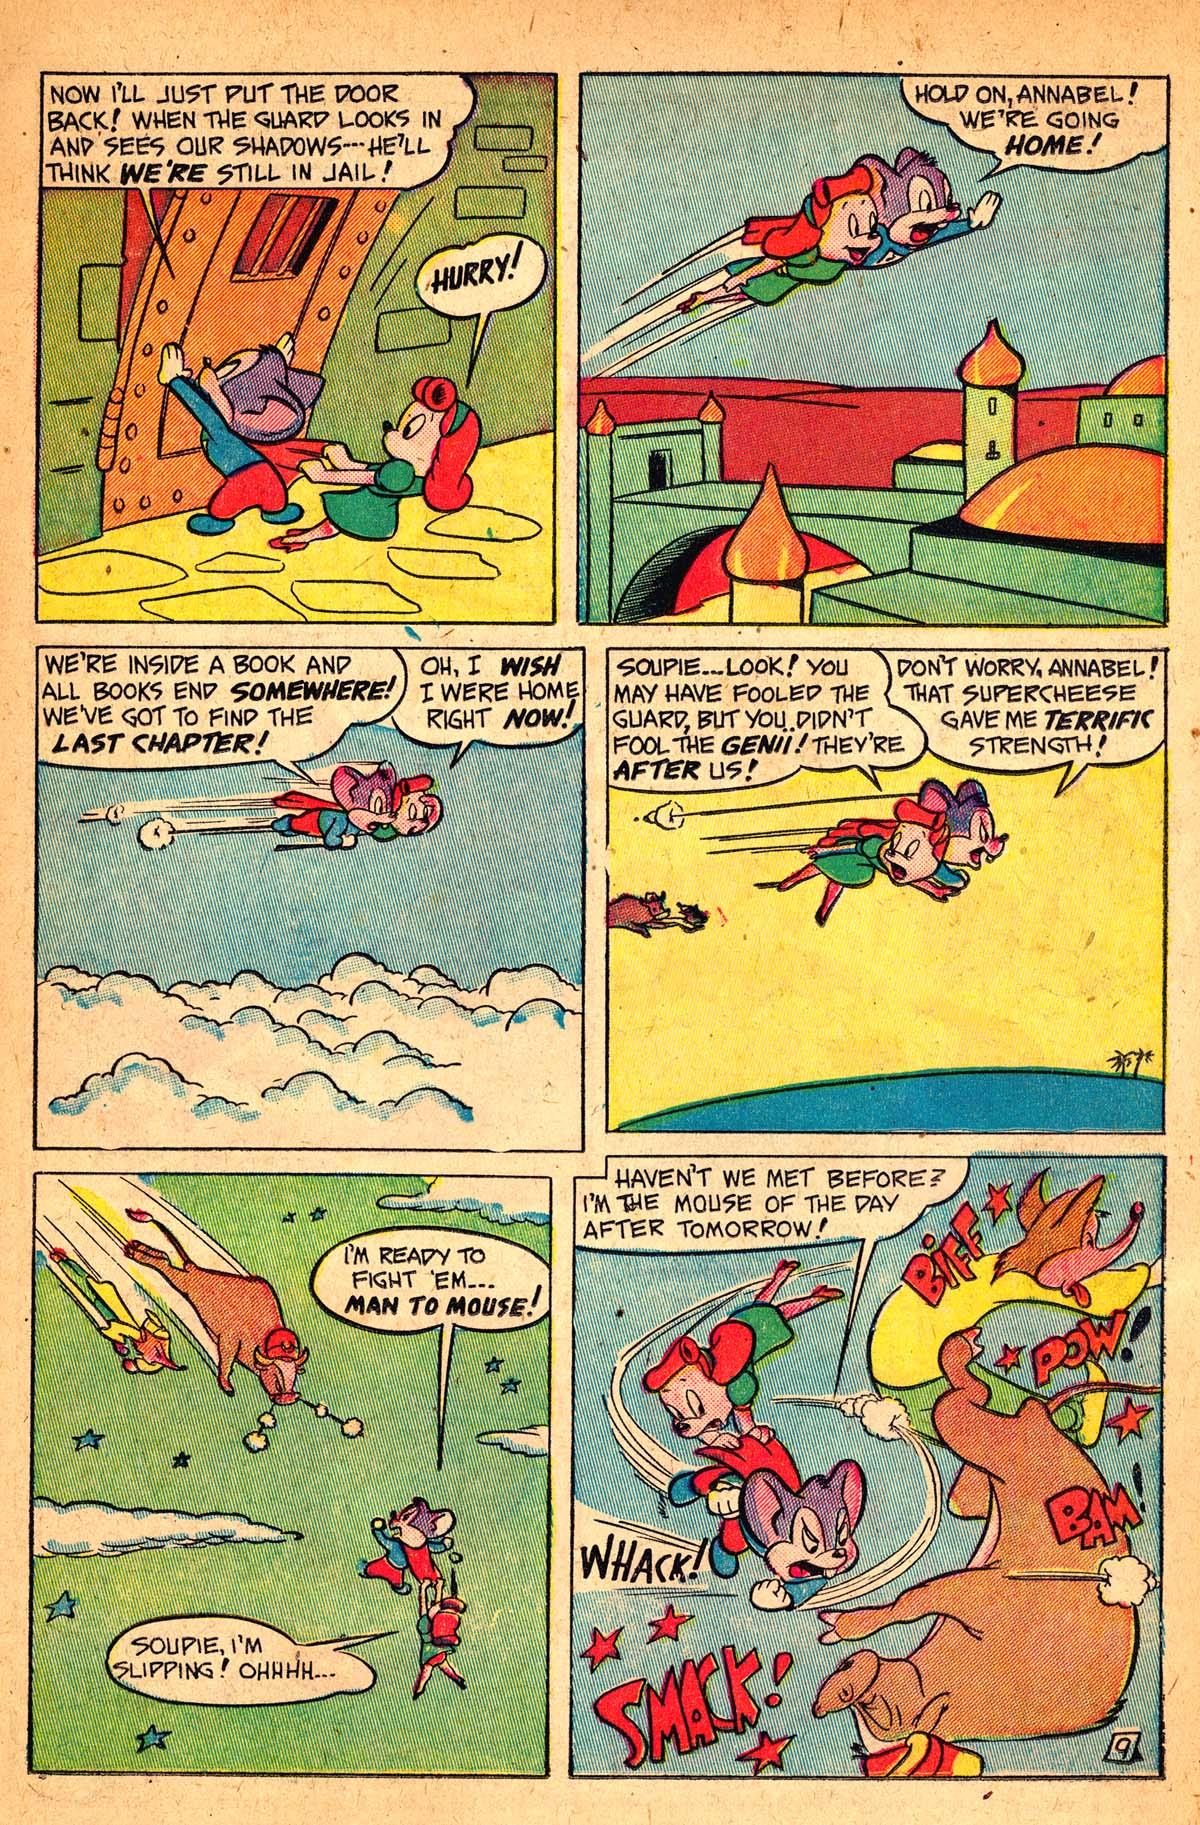 NOW I'LL JUST PUT THE DOOR
BACK! WHEN THE GUARD LOOKS IN
AND SEES OUR SHADOWS---HE'LL
THINK WE'RE STILL IN JAIL!
HURRY!
HOLD ON, ANNABEL!
WE'RE GOING
HOME!
WE'RE INSIDE A BOOK AND
ALL BOOKS END SOMEWHERE!
WE'VE GOT TO FIND THE
LAST CHAPTER!
OH, I WISH
I WERE HOME
RIGHT NOW!
SOUPIE...LOOK! YOU
MAY HAVE FOOLED THE
GUARD, BUT YOU..DIDN'T
FOOL THE GENII! THEY'RE
AFTER US!
DON'T WORRY, ANNABEL!
THAT SUPERCHEESE
GAVE ME TERRIFIC
STRENGTH!
I'M READY TO
FIGHT 'EM...
MAN TO MOUSE!
SOUPIE, I'M
SLIPPING! OHHHH...
HAVEN'T WE MET BEFORE?
I'M THE MOUSE OF THE DAY
AFTER TOMORROW!
BIFF
POW!
BAM!
WHACK!
SMACK!
9